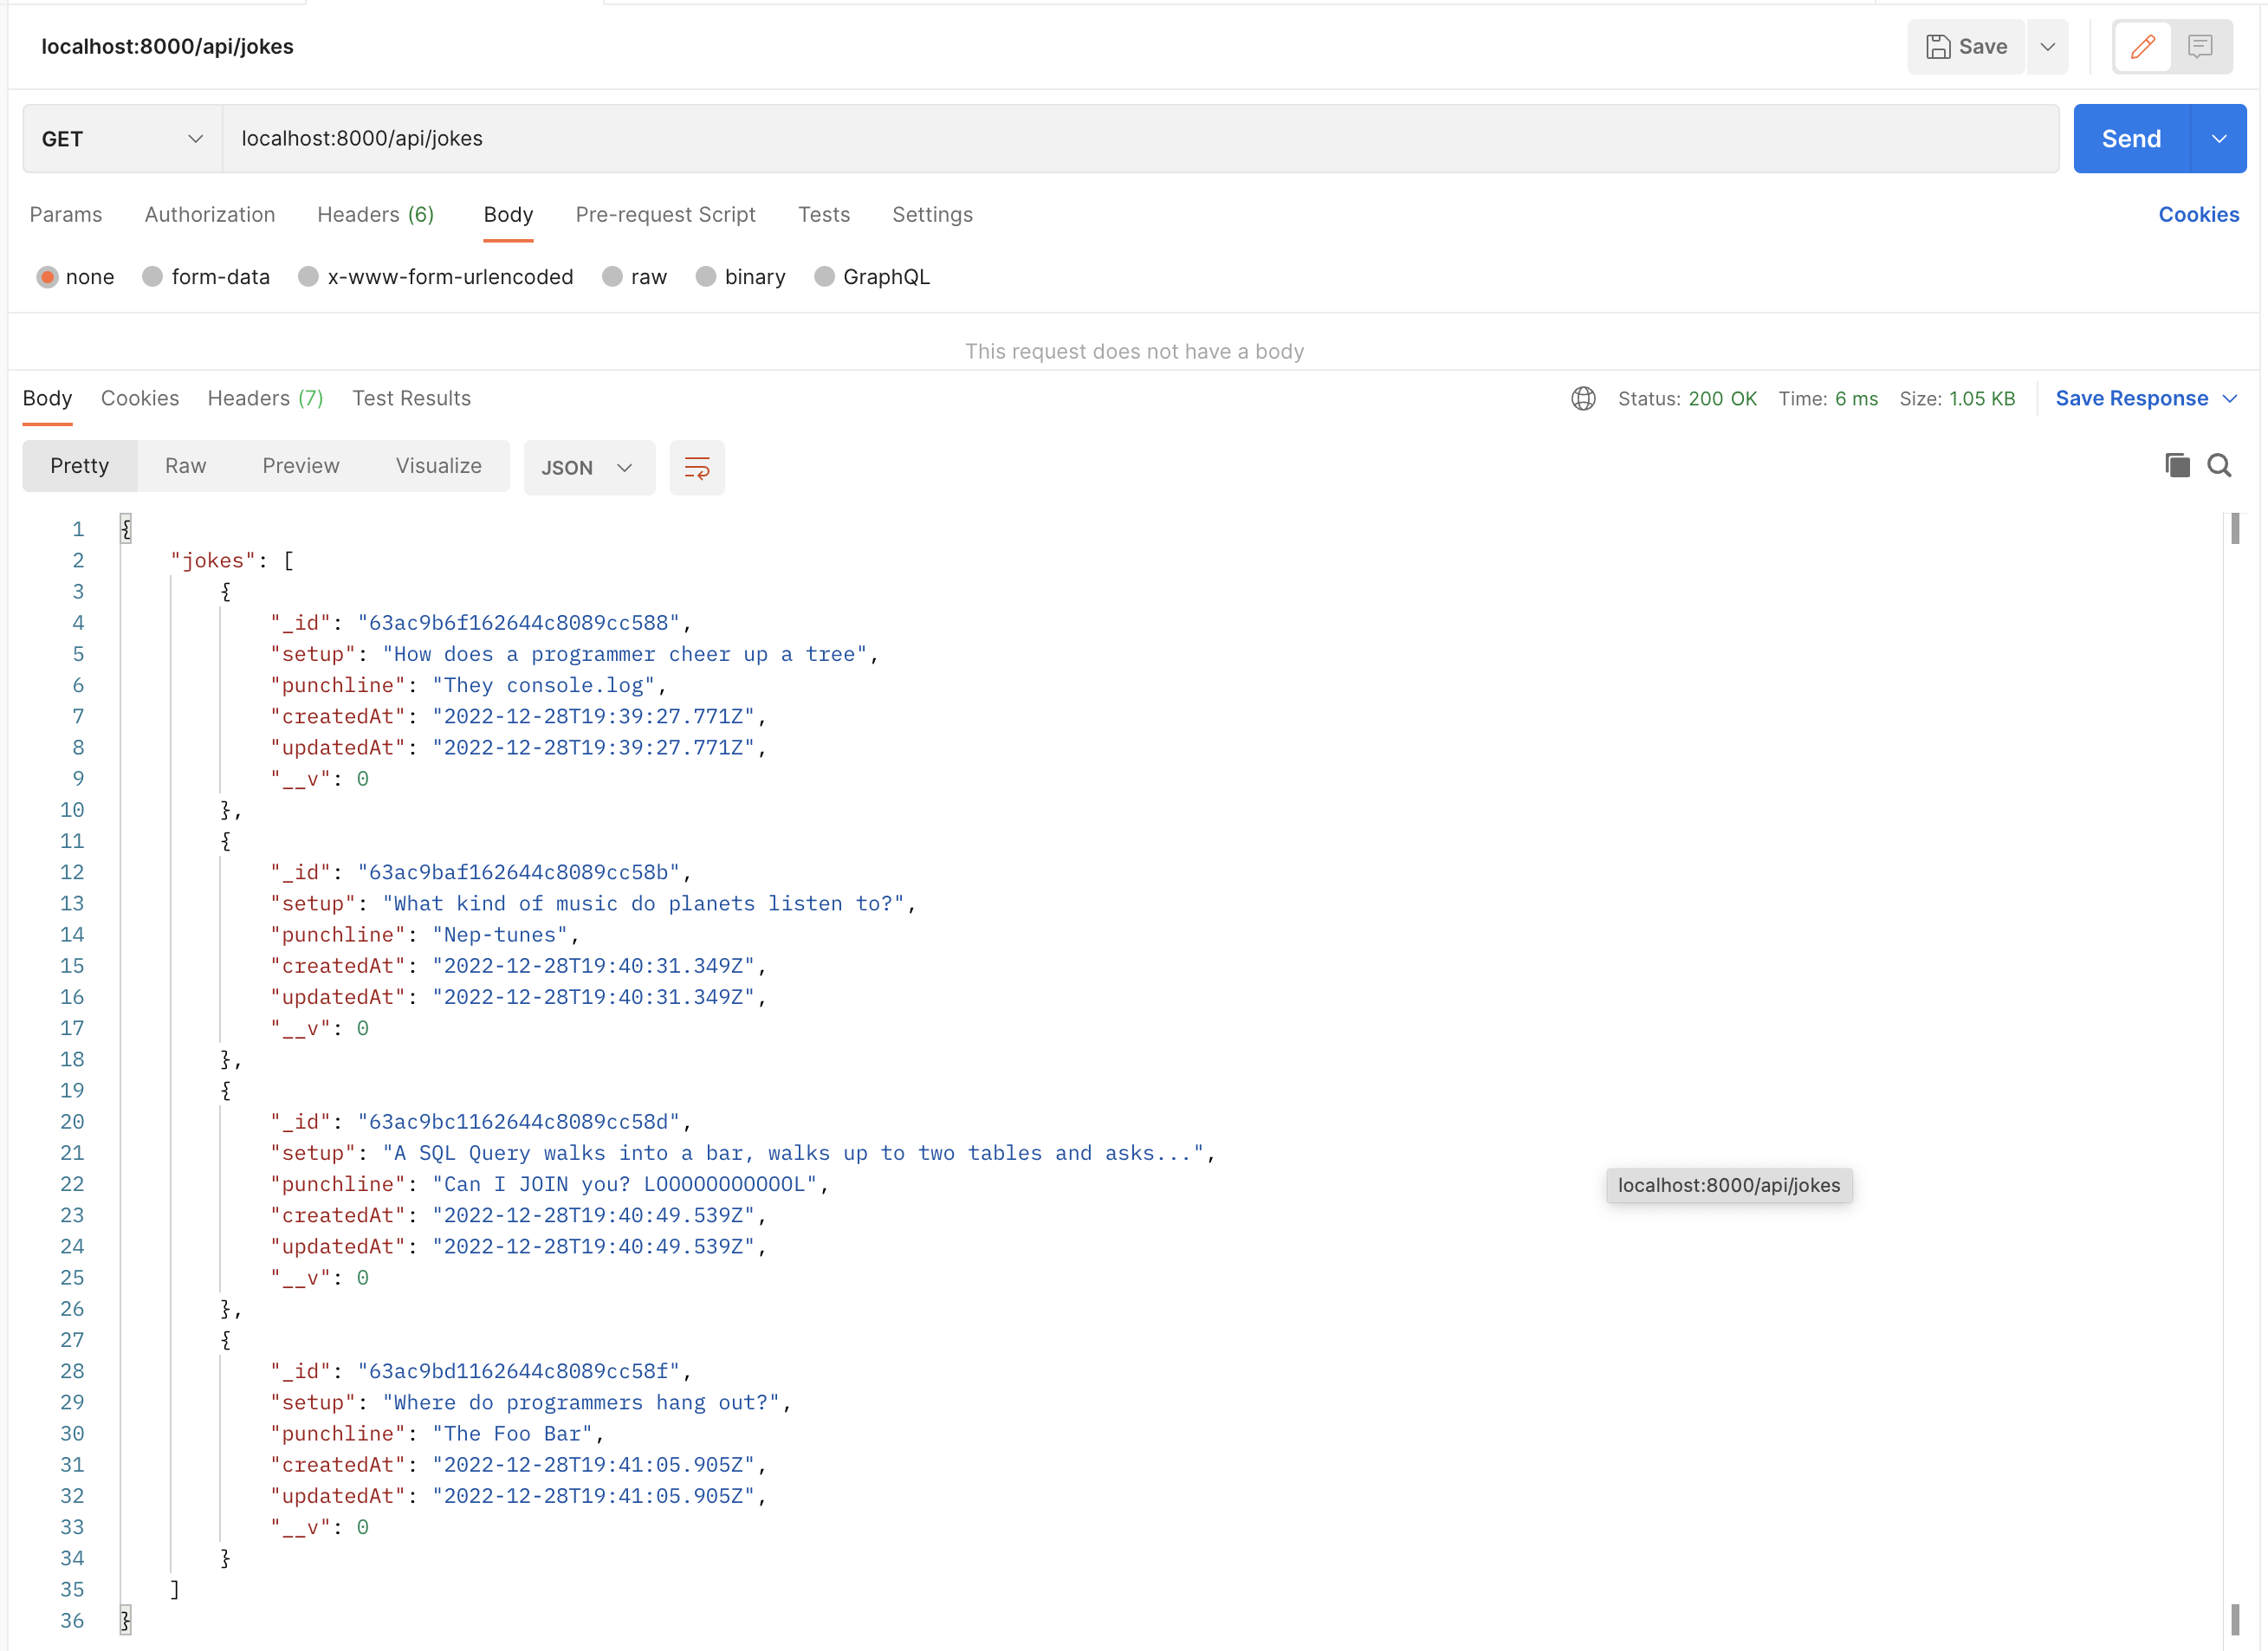 localhost:8000/api/jokes
Save
GET
localhost:8000/api/jokes
Send
Params Authorization Headers (6) Body Pre-request Script Tests Settings Cookies
none form-data x-www-form-urlencoded raw binary GraphQL
This request does not have a body
Body Cookies Headers (7) Test Results Status: 200 OK Time: 6 ms Size: 1.05 KB Save Response
Pretty Raw Preview Visualize JSON
1 {
2 "jokes": [
3 {
4 "_id": "63ac9b6f162644c8089cc588",
5 "setup": "How does a programmer cheer up a tree",
6 "punchline": "They console.log",
7 "createdAt": "2022-12-28T19:39:27.771Z",
8 "updatedAt": "2022-12-28T19:39:27.771Z",
9 "__v": 0
10 },
11 {
12 "_id": "63ac9baf162644c8089cc58b",
13 "setup": "What kind of music do planets listen to?",
14 "punchline": "Nep-tunes",
15 "createdAt": "2022-12-28T19:40:31.349Z",
16 "updatedAt": "2022-12-28T19:40:31.349Z",
17 "__v": 0
18 },
19 {
20 "_id": "63ac9bc1162644c8089cc58d",
21 "setup": "A SQL Query walks into a bar, walks up to two tables and asks...",
22 "punchline": "Can I JOIN you? LOOOOOOOOOOOL",
localhost:8000/api/jokes
23 "createdAt": "2022-12-28T19:40:49.539Z",
24 "updatedAt": "2022-12-28T19:40:49.539Z",
25 "__v": 0
26 },
27 {
28 "_id": "63ac9bd1162644c8089cc58f",
29 "setup": "Where do programmers hang out?",
30 "punchline": "The Foo Bar",
31 "createdAt": "2022-12-28T19:41:05.905Z",
32 "updatedAt": "2022-12-28T19:41:05.905Z",
33 "__v": 0
34 }
35 ]
36 }